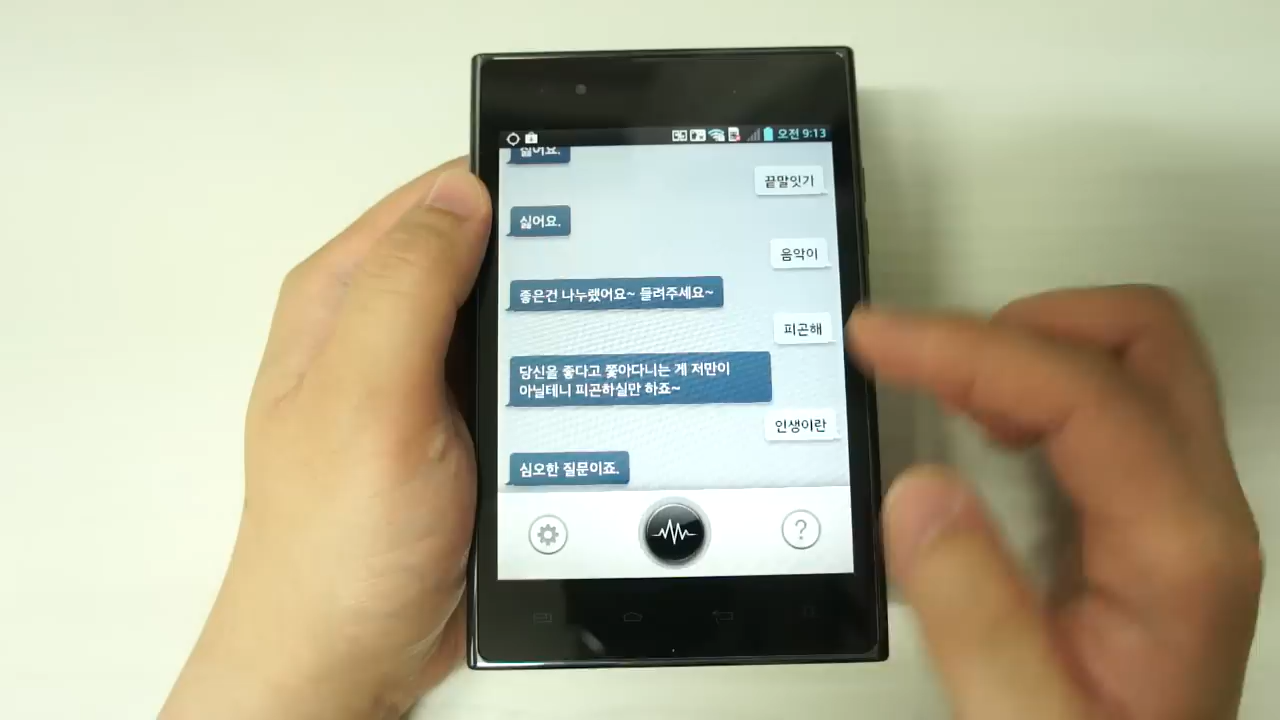 오전 9:13
싫어요.
끝말잇기
싫어요.
음악이
좋은건 나누랬어요~ 들려주세요~
피곤해
당신을 좋다고 쫓아다니는 게 저만이
아닐테니 피곤하실만 하죠~
인생이란
심오한 질문이죠.
?